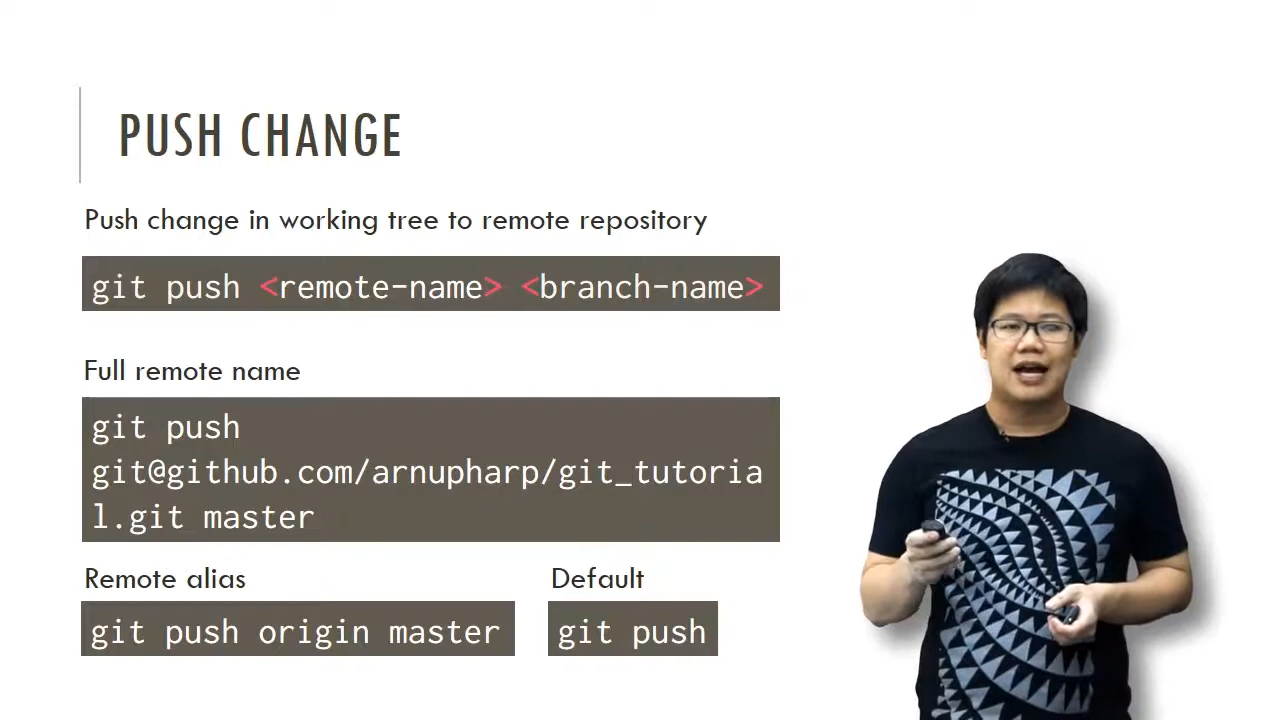 PUSH CHANGE
Push change in working tree to remote repository
git push <remote-name> <branch-name>
Full remote name
git push
git@github.com/arnupharp/git_tutoria
l.git master
Remote alias
Default
git push origin master
git push